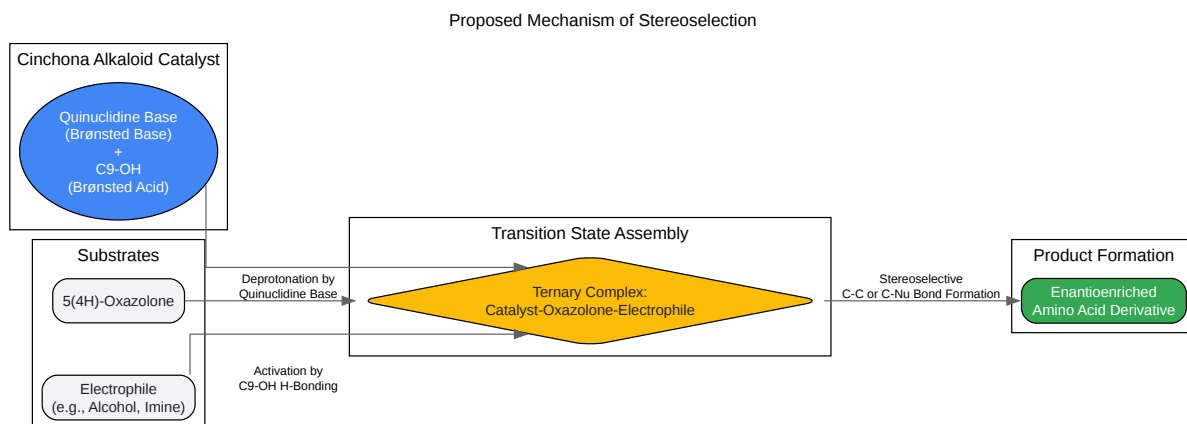 Proposed Mechanism of Stereoselection
Cinchona Alkaloid Catalyst
Quinuclidine Base
(Brønsted Base)
+
C9-OH
(Brønsted Acid)
Substrates
5(4H)-Oxazolone
Electrophile
(e.g., Alcohol, Imine)
Deprotonation by
Quinuclidine Base
Activation by
C9-OH H-Bonding
Transition State Assembly
Ternary Complex:
Catalyst-Oxazolone-Electrophile
Stereoselective
C-C or C-Nu Bond Formation
Product Formation
Enantioenriched
Amino Acid Derivative